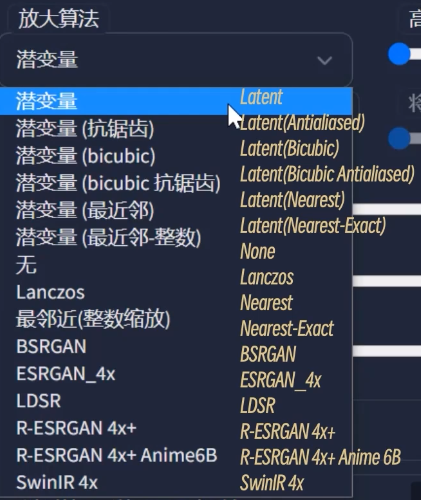 放大算法
高
潜变量
将
潜变量 Latent
潜变量 (抗锯齿) Latent(Antialiased)
潜变量 (bicubic) Latent(Bicubic)
潜变量 (bicubic 抗锯齿) Latent(Bicubic Antialiased)
潜变量 (最近邻) Latent(Nearest)
潜变量 (最近邻-整数) Latent(Nearest-Exact)
无 None
Lanczos Lanczos
最邻近(整数缩放) Nearest
Nearest-Exact
BSRGAN BSRGAN
ESRGAN_4x ESRGAN_4x
LDSR LDSR
R-ESRGAN 4x+ R-ESRGAN 4x+
R-ESRGAN 4x+ Anime6B R-ESRGAN 4x+ Anime 6B
SwinIR 4x SwinIR 4x